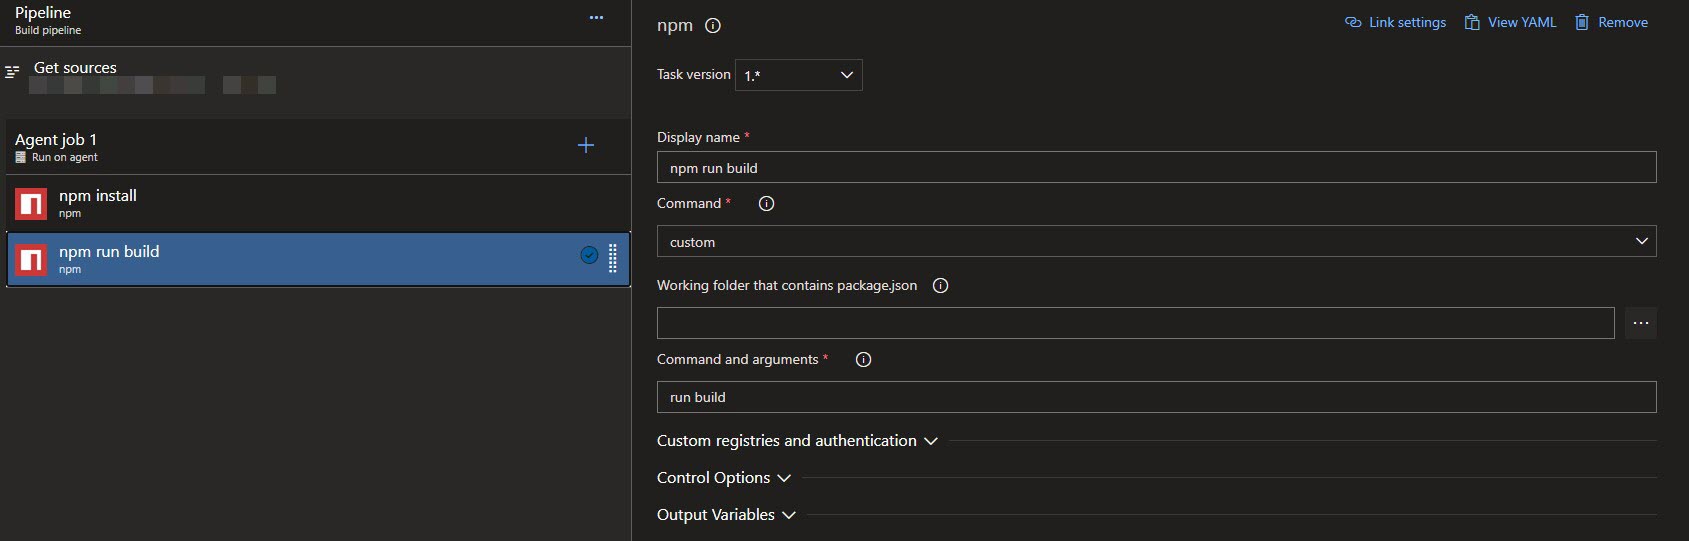 Pipeline
Build pipeline
...
Get sources
Agent job 1
Run on agent
+
npm install
npm
npm run build
npm
npm
Link settings
View YAML
Remove
Task version
1.*
Display name *
npm run build
Command *
custom
Working folder that contains package.json
...
Command and arguments *
run build
Custom registries and authentication
Control Options
Output Variables